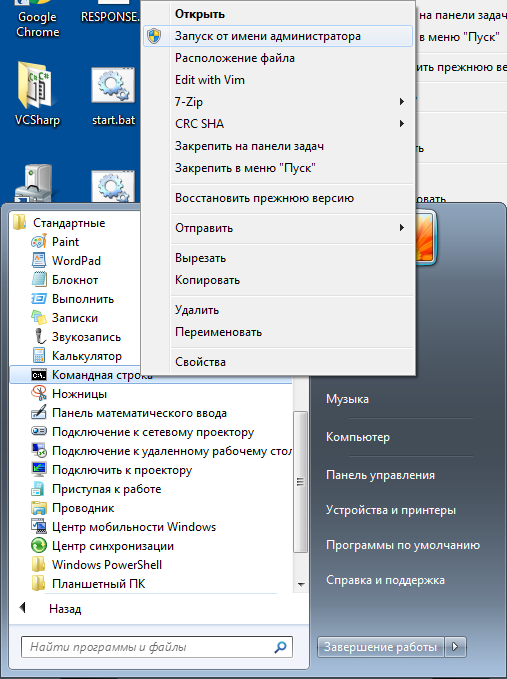 Google
Chrome
RESPONSE.
VCSharp
start.bat
Открыть
Запуск от имени администратора
Расположение файла
Edit with Vim
7-Zip
CRC SHA
Закрепить на панели задач
Закрепить в меню "Пуск"
Восстановить прежнюю версию
Отправить
Вырезать
Копировать
Удалить
Переименовать
Свойства
на панели задач
в меню "Пуск"
ить прежнюю версию
овать
Стандартные
Paint
WordPad
Блокнот
Выполнить
Записки
Звукозапись
Калькулятор
Командная строка
Ножницы
Панель математического ввода
Подключение к сетевому проектору
Подключение к удаленному рабочему стол
Подключить к проектору
Приступая к работе
Проводник
Центр мобильности Windows
Центр синхронизации
Windows PowerShell
Планшетный ПК
Назад
Найти программы и файлы
Музыка
Компьютер
Панель управления
Устройства и принтеры
Программы по умолчанию
Справка и поддержка
Завершение работы